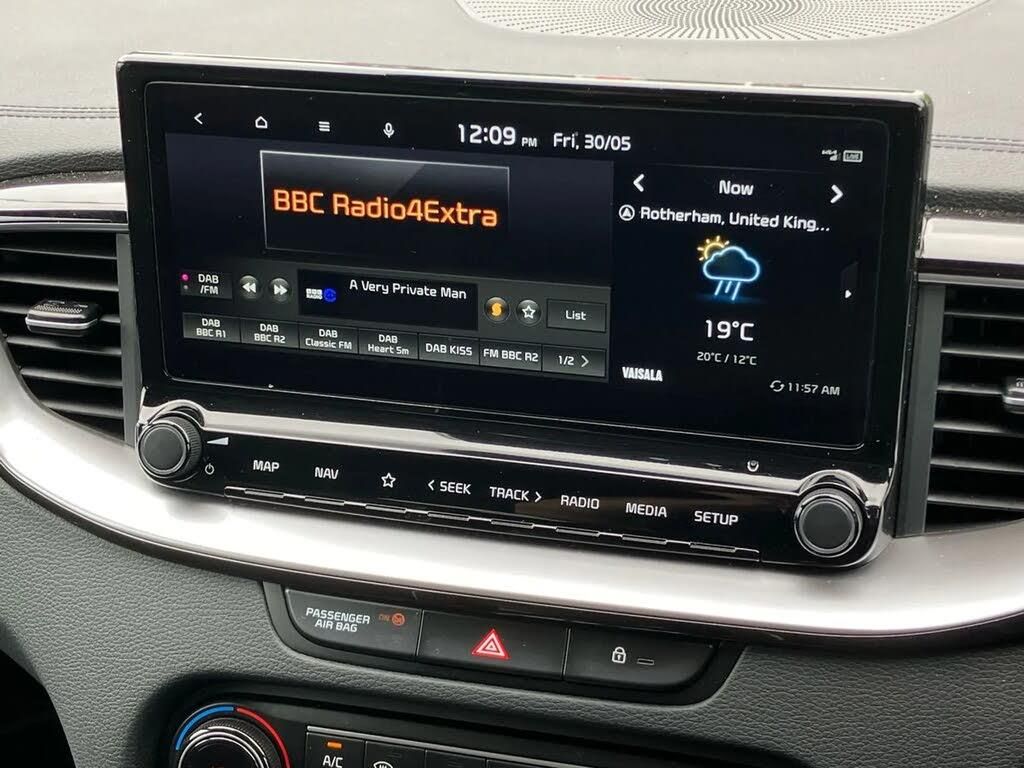 12:09 PM Fri, 30/05
LIVE
BBC Radio4Extra
Now
Rotherham, United King...
DAB
/FM
A Very Private Man
List
DAB
BBC R1
DAB
BBC R2
DAB
Classic FM
DAB
Heart Sm
DAB KISS
FM BBC R2
1/2
19°C
20°C / 12°C
VAISALA
11:57 AM
MAP
NAV
SEEK
TRACK
RADIO
MEDIA
SETUP
PASSENGER
AIR BAG
ON
A/C